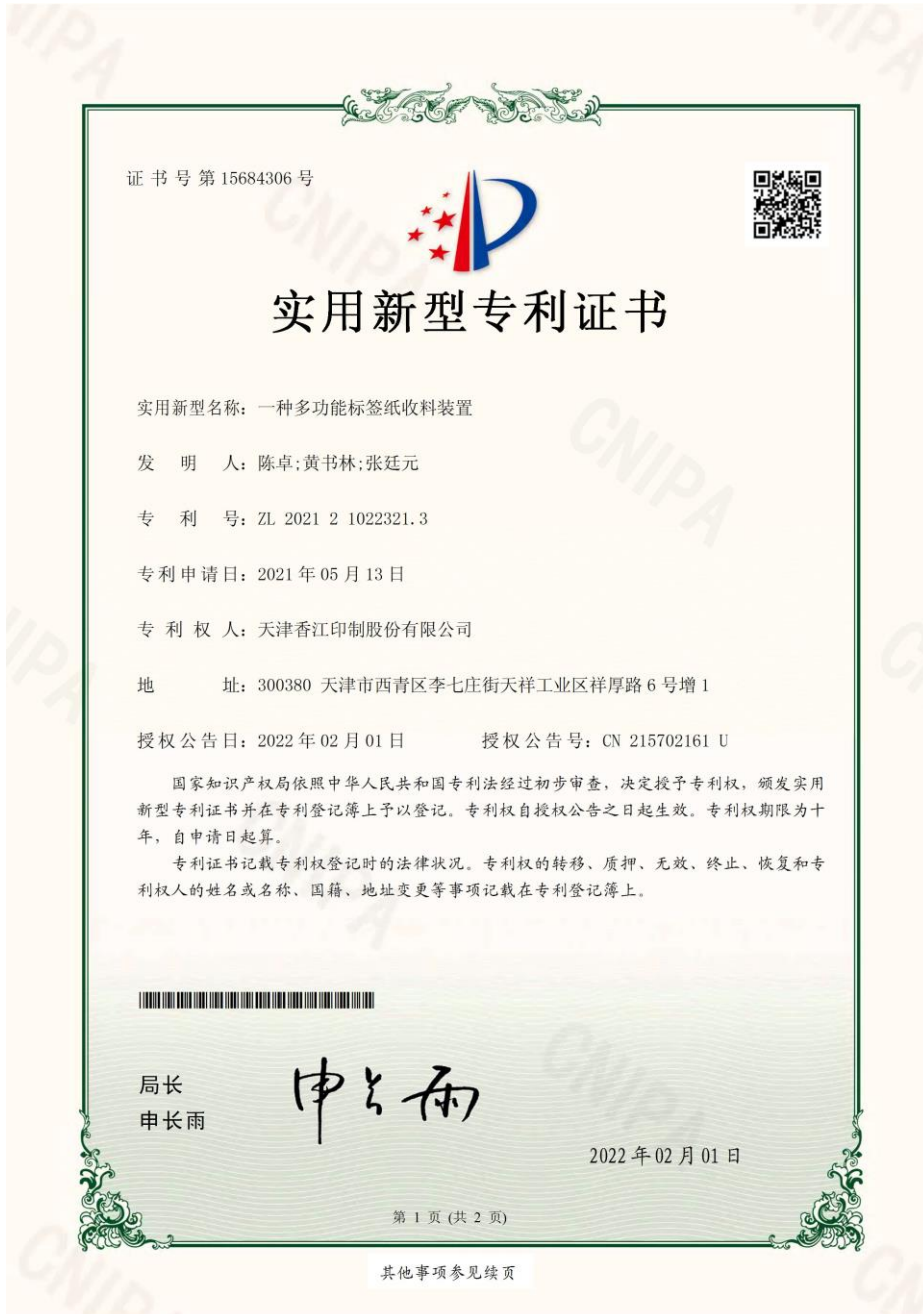 证书号第15684306号
实用新型专利证书
实用新型名称：一种多功能标签纸收料装置
发明人：陈卓;黄书林;张廷元
专利号：ZL 2021 2 1022321.3
专利申请日：2021年05月13日
专利权人：天津香江印制股份有限公司
地址：300380 天津市西青区李七庄街天祥工业区祥厚路6号增1
授权公告日：2022年02月01日 授权公告号：CN 215702161 U
国家知识产权局依照中华人民共和国专利法经过初步审查，决定授予专利权，颁发实用
新型专利证书并在专利登记簿上予以登记。专利权自授权公告之日起生效。专利权期限为十
年，自申请日起算。
专利证书记载专利权登记时的法律状况。专利权的转移、质押、无效、终止、恢复和专
利权人的姓名或名称、国籍、地址变更等事项记载在专利登记簿上。
局长
申长雨
申长雨
2022年02月01日
第 1 页 (共 2 页)
其他事项参见续页
CNIPA